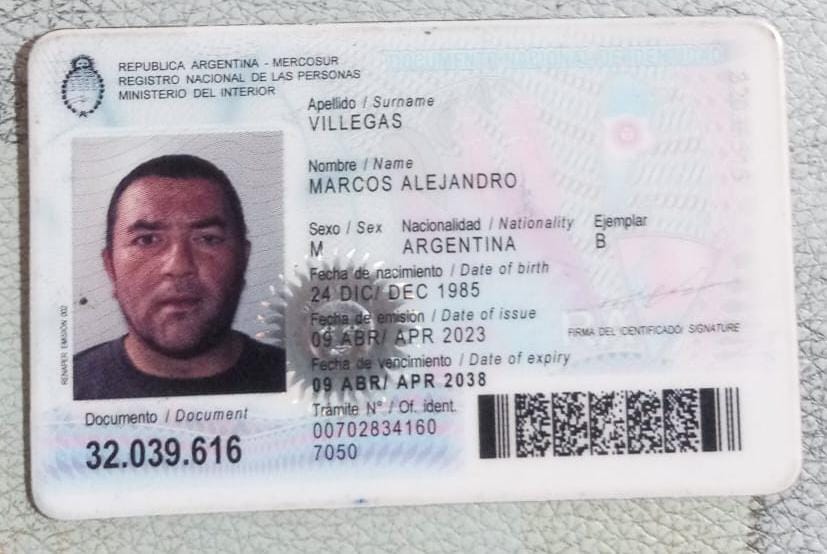 REPUBLICA ARGENTINA - MERCOSUR
REGISTRO NACIONAL DE LAS PERSONAS
MINISTERIO DEL INTERIOR
DOCUMENTO NACIONAL DE IDENTIDAD
Apellido / Surname
VILLEGAS
Nombre / Name
MARCOS ALEJANDRO
Sexo / Sex Nacionalidad / Nationality Ejemplar
M ARGENTINA B
Fecha de nacimiento / Date of birth
24 DIC/ DEC 1985
Fecha de emisión / Date of issue
09 ABR/ APR 2023
FIRMA DEL IDENTIFICADO/ SIGNATURE
Fecha de vencimiento / Date of expiry
09 ABR/ APR 2038
RENAPER EMISIÓN 002
Documento / Document
32.039.616
Trámite N° / Of. ident.
00702834160
7050